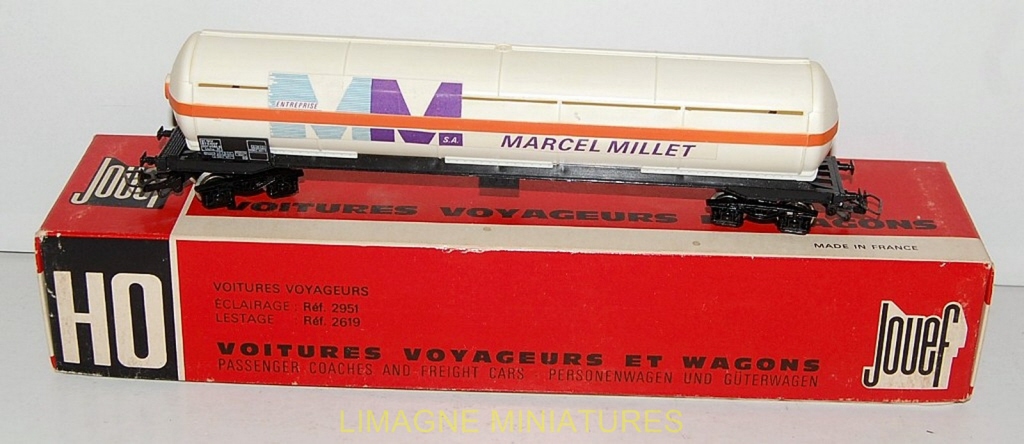 ENTREPRISE
MM
S.A.
MARCEL MILLET
Jouef
VOITURES VOYAGEURS ET WAGONS
MADE IN FRANCE
HO
VOITURES VOYAGEURS
ÉCLAIRAGE : Réf. 2951
LESTAGE Réf. 2619
VOITURES VOYAGEURS ET WAGONS
PASSENGER COACHES AND FREIGHT CARS - PERSONENWAGEN UND GÜTERWAGEN
Jouef
LIMAGNE MINIATURES